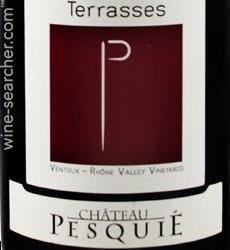 Terrasses
P
VENTOUX – RHÔNE VALLEY VINEYARDS
CHÂTEAU
PESQUIÉ
© wine-searcher.com